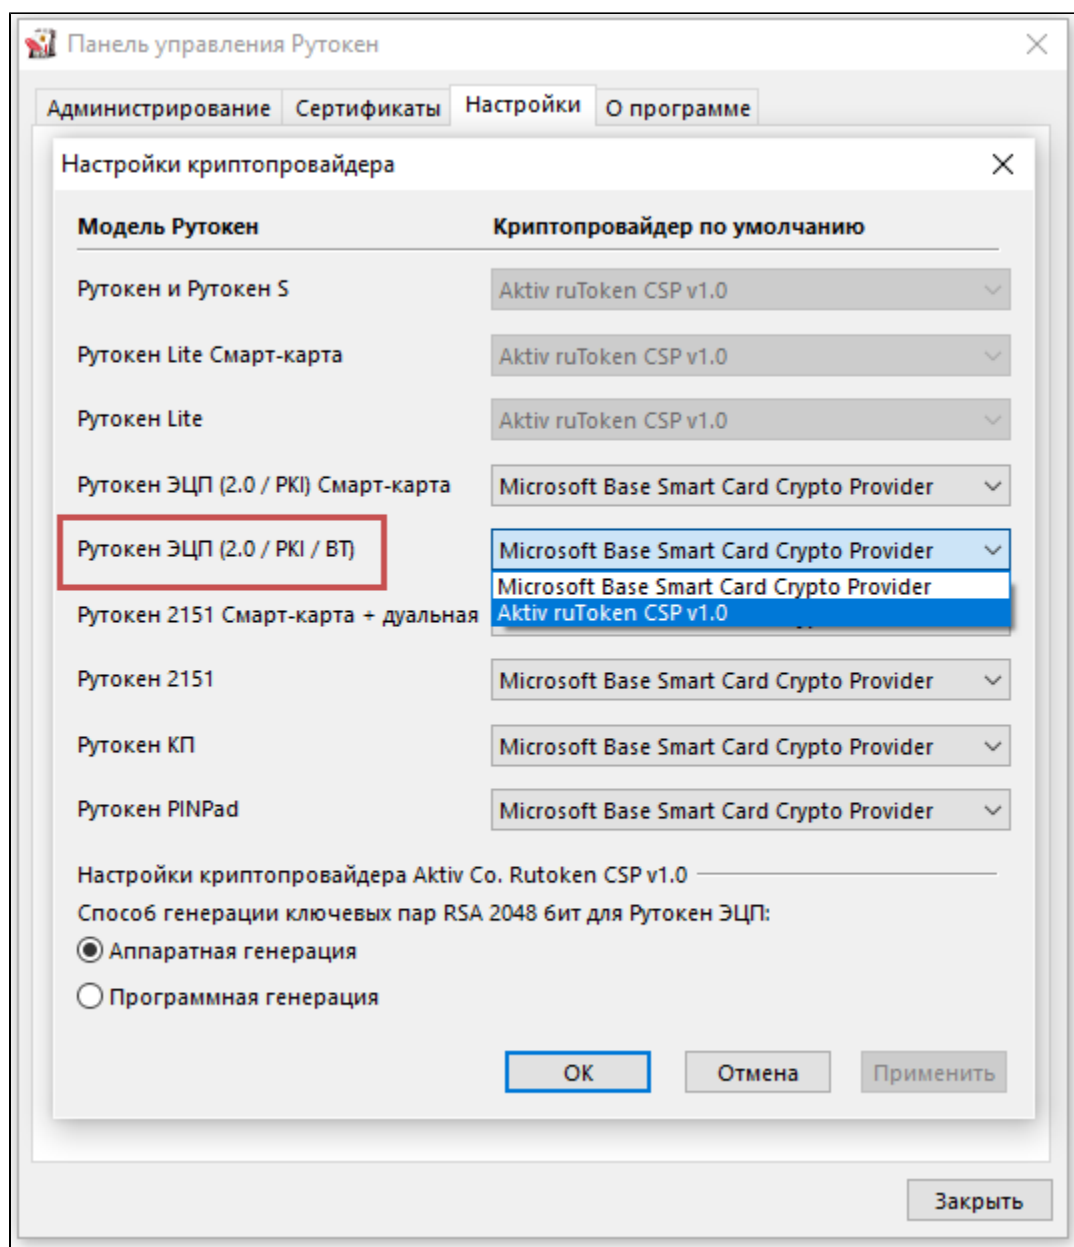 Панель управления Рутокен
Администрирование Сертификаты Настройки О программе
Настройки криптопровайдера
Модель Рутокен Криптопровайдер по умолчанию
Рутокен и Рутокен S Aktiv ruToken CSP v1.0
Рутокен Lite Смарт-карта Aktiv ruToken CSP v1.0
Рутокен Lite Aktiv ruToken CSP v1.0
Рутокен ЭЦП (2.0 / PKI) Смарт-карта Microsoft Base Smart Card Crypto Provider
Рутокен ЭЦП (2.0 / PKI / BT) Microsoft Base Smart Card Crypto Provider
Microsoft Base Smart Card Crypto Provider
Рутокен 2151 Смарт-карта + дуальная Aktiv ruToken CSP v1.0
Рутокен 2151 Microsoft Base Smart Card Crypto Provider
Рутокен КП Microsoft Base Smart Card Crypto Provider
Рутокен PINPad Microsoft Base Smart Card Crypto Provider
Настройки криптопровайдера Aktiv Co. Rutoken CSP v1.0
Способ генерации ключевых пар RSA 2048 бит для Рутокен ЭЦП:
Аппаратная генерация
Программная генерация
ОК Отмена Применить
Закрыть